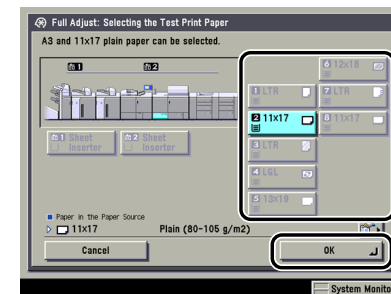 Full Adjust: Selecting the Test Print Paper
A3 and 11x17 plain paper can be selected.
1
2
6 12x18
1 LTR
7 LTR
2 11x17
8 11x17
3 LTR
4 LGL
5 13x19
1 Sheet Inserter
2 Sheet Inserter
Paper in the Paper Source
11x17 Plain (80-105 g/m2)
Cancel
OK
System Monito